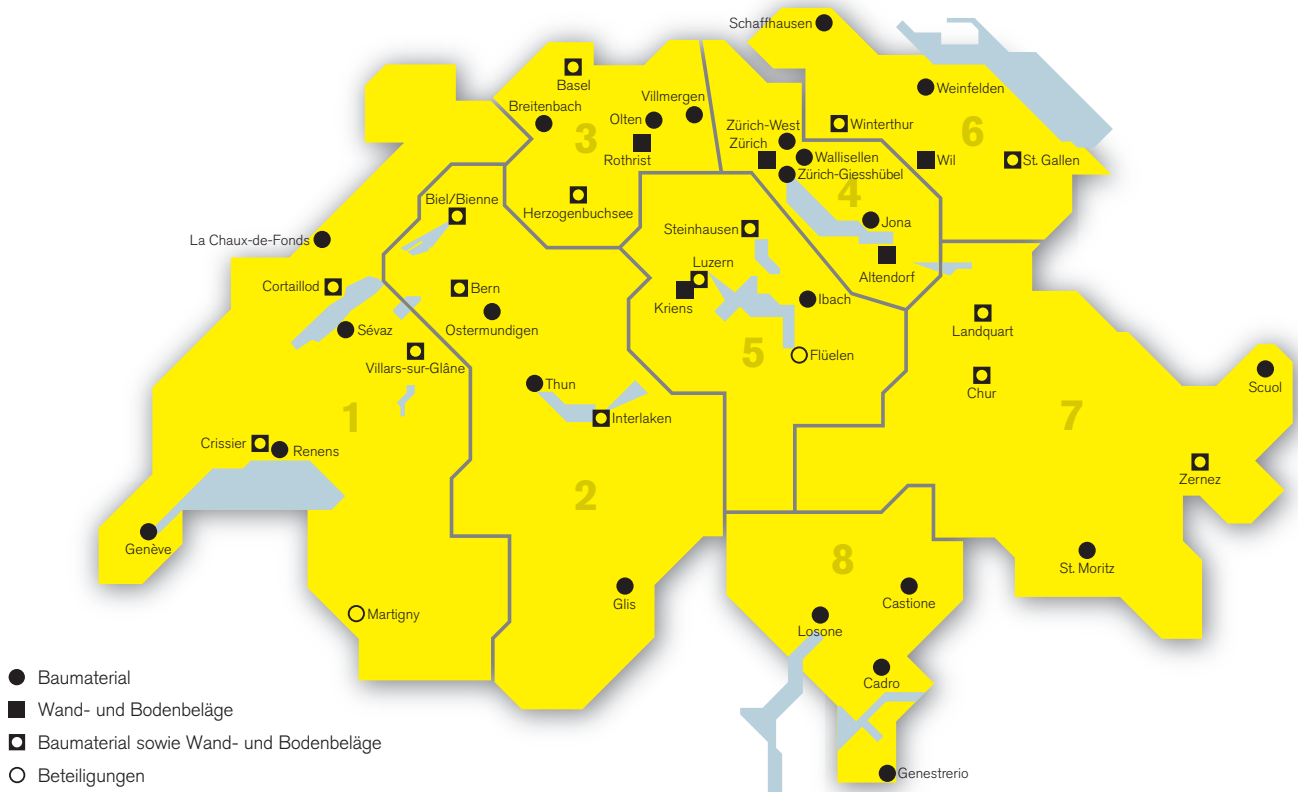 Schaffhausen
Basel
Weinfelden
Villmergen
Breitenbach
Olten
3
Zürich-West
Winterthur
6
Zürich
Rothrist
Wallisellen
Wil
St. Gallen
Zürich-Giesshübel
4
Biel/Bienne
Herzogenbuchsee
Jona
Steinhausen
La Chaux-de-Fonds
Luzern
Altendorf
Cortaillod
Bern
Kriens
Ibach
Sévaz
Ostermundigen
Landquart
5
Flüelen
Villars-sur-Glâne
Thun
Chur
Scuol
1
Interlaken
7
Crissier
Renens
Zernez
2
Genève
8
St. Moritz
Glis
Castione
Martigny
Losone
Cadro
Genestrerio
Baumaterial
Wand- und Bodenbeläge
Baumaterial sowie Wand- und Bodenbeläge
Beteiligungen